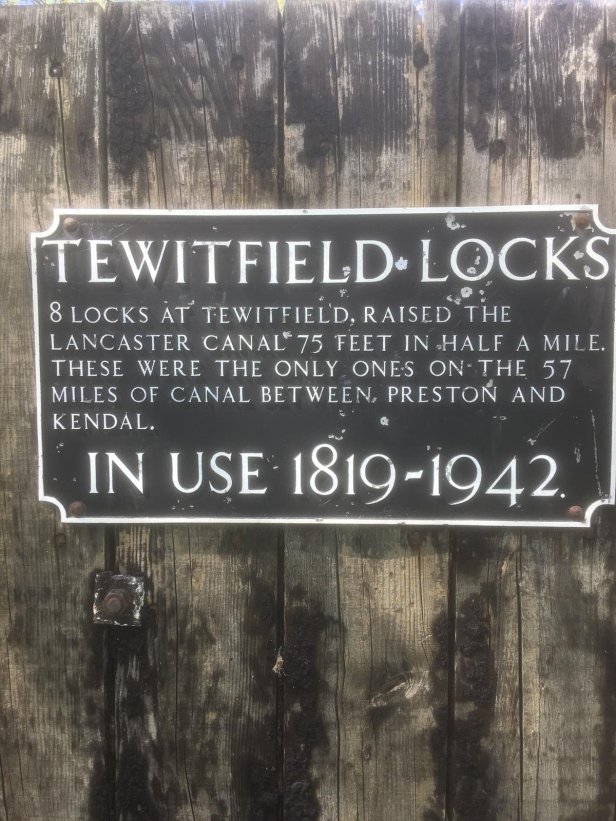 TEWITFIELD LOCKS
8 LOCKS AT TEWITFIELD, RAISED THE
LANCASTER CANAL 75 FEET IN HALF A MILE.
THESE WERE THE ONLY ONES ON THE 57
MILES OF CANAL BETWEEN PRESTON AND
KENDAL.
IN USE 1819-1942.